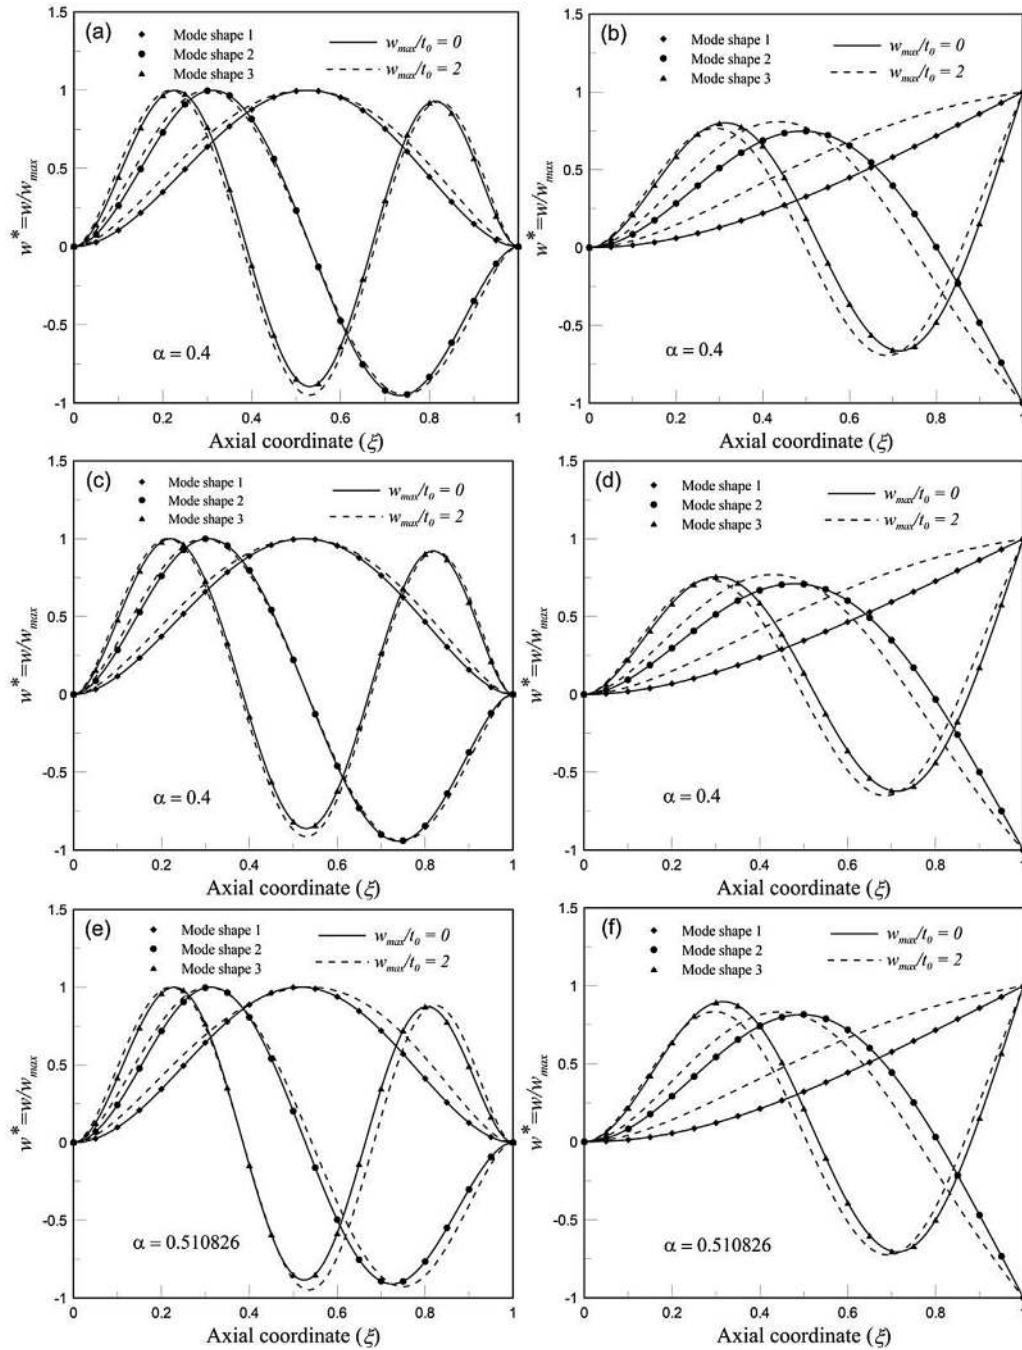 (a)
Mode shape 1
Mode shape 2
Mode shape 3
w_max/t_0 = 0
w_max/t_0 = 2
1.5
1
0.5
0
-0.5
-1
w*=w/w_max
α = 0.4
0 0.2 0.4 0.6 0.8 1
Axial coordinate (ξ)
(b)
Mode shape 1
Mode shape 2
Mode shape 3
w_max/t_0 = 0
w_max/t_0 = 2
1.5
1
0.5
0
-0.5
-1
w*=w/w_max
α = 0.4
0 0.2 0.4 0.6 0.8 1
Axial coordinate (ξ)
(c)
Mode shape 1
Mode shape 2
Mode shape 3
w_max/t_0 = 0
w_max/t_0 = 2
1.5
1
0.5
0
-0.5
-1
w*=w/w_max
α = 0.4
0 0.2 0.4 0.6 0.8 1
Axial coordinate (ξ)
(d)
Mode shape 1
Mode shape 2
Mode shape 3
w_max/t_0 = 0
w_max/t_0 = 2
1.5
1
0.5
0
-0.5
-1
w*=w/w_max
α = 0.4
0 0.2 0.4 0.6 0.8 1
Axial coordinate (ξ)
(e)
Mode shape 1
Mode shape 2
Mode shape 3
w_max/t_0 = 0
w_max/t_0 = 2
1.5
1
0.5
0
-0.5
-1
w*=w/w_max
α = 0.510826
0 0.2 0.4 0.6 0.8 1
Axial coordinate (ξ)
(f)
Mode shape 1
Mode shape 2
Mode shape 3
w_max/t_0 = 0
w_max/t_0 = 2
1.5
1
0.5
0
-0.5
-1
w*=w/w_max
α = 0.510826
0 0.2 0.4 0.6 0.8 1
Axial coordinate (ξ)